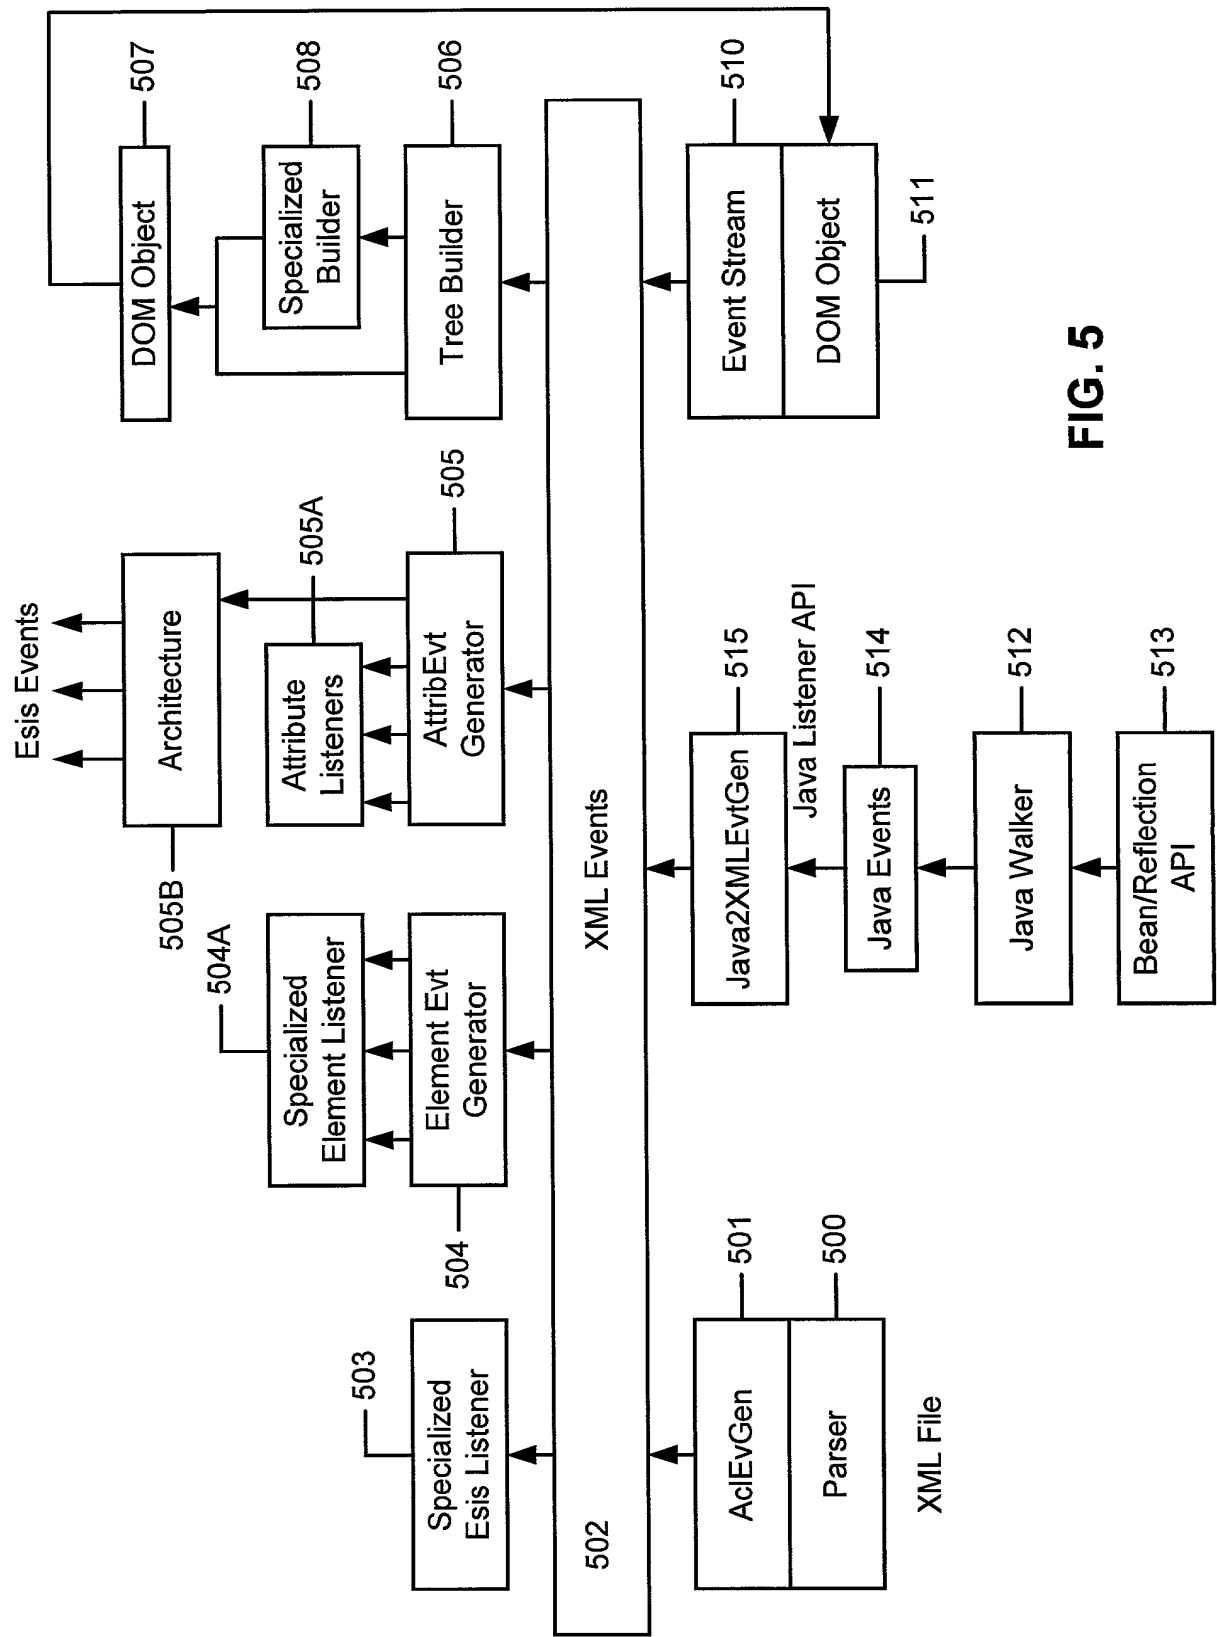 Esis Events
505B
Architecture
DOM Object
507
504A
Specialized
Element Listener
Attribute
Listeners
505A
Specialized
Builder
508
503
Specialized
Esis Listener
504
Element Evt
Generator
AttribEvt
Generator
505
Tree Builder
506
502
XML Events
AclEvGen
501
Parser
500
XML File
Java2XMLEvtGen
515
Java Listener API
Java Events
514
Java Walker
512
Bean/Reflection
API
513
Event Stream
510
DOM Object
511
FIG. 5